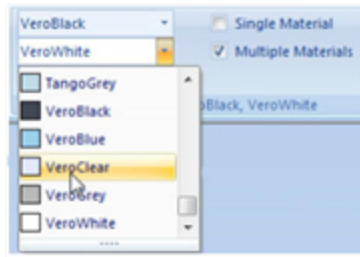 VeroBlack
Single Material
VeroWhite
Multiple Materials
TangoGrey
VeroBlack
oBlack, VeroWhite
VeroBlue
VeroClear
VeroGrey
VeroWhite